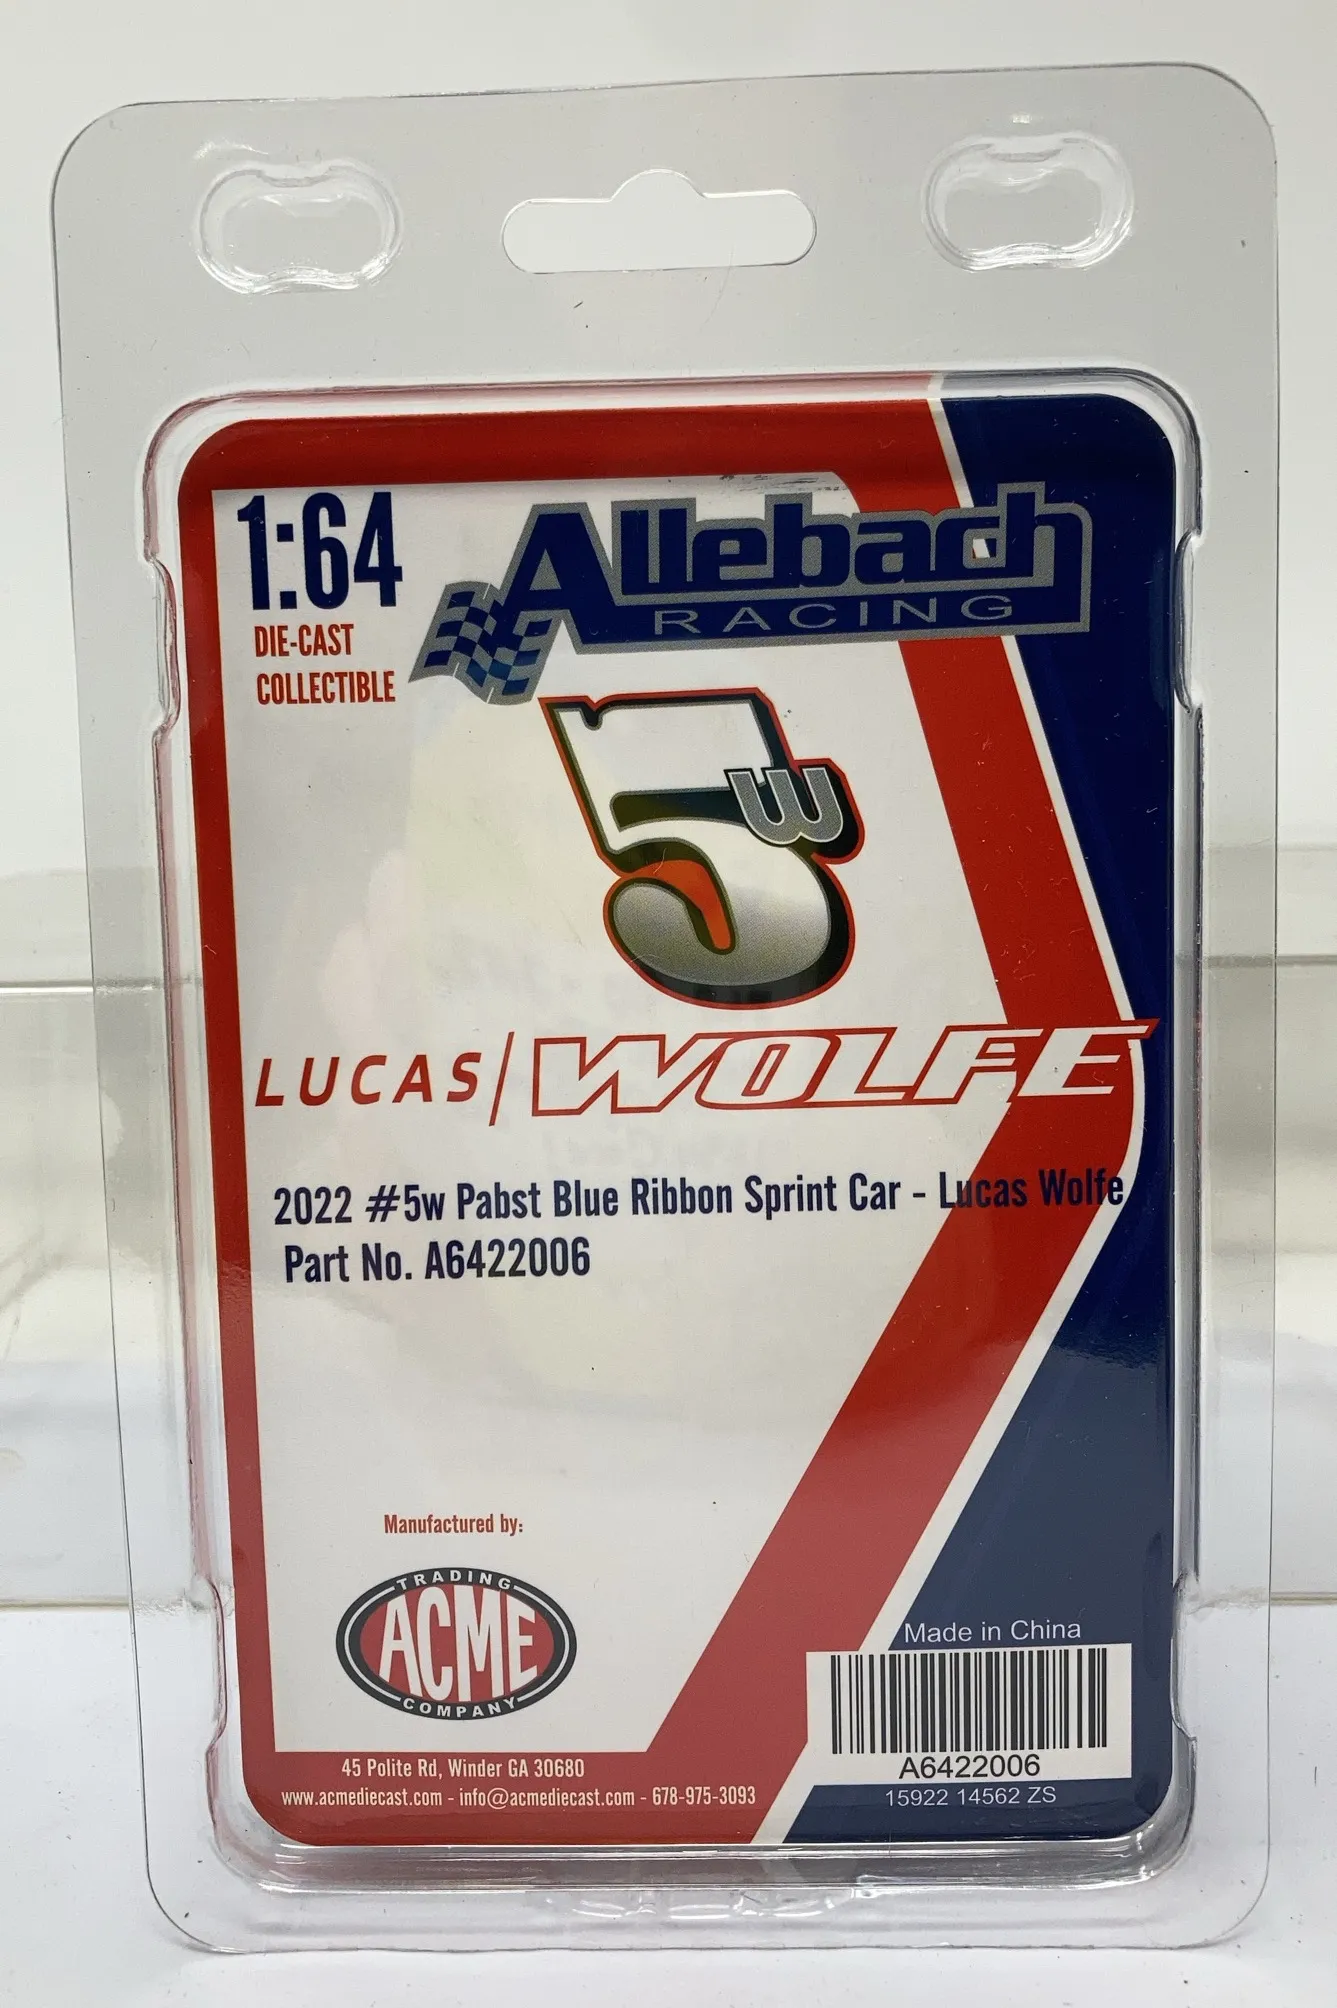 1:64
DIE-CAST
COLLECTIBLE
Allebach
RACING
5w
LUCAS/WOLFE
2022 #5w Pabst Blue Ribbon Sprint Car - Lucas Wolfe
Part No. A6422006
Manufactured by:
TRADING
ACME
COMPANY
45 Polite Rd, Winder GA 30680
www.acmediecast.com - info@acmediecast.com - 678-975-3093
Made in China
A6422006
15922 14562 ZS